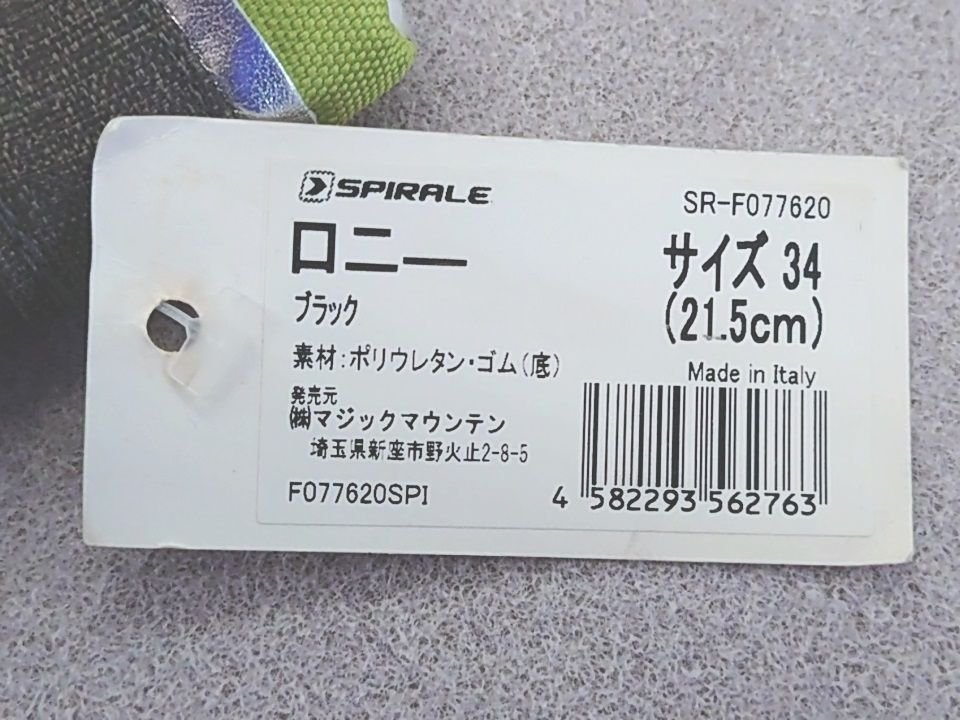 SPIRALE
SR-F077620
ロニー
サイズ 34
(21.5cm)
ブラック
素材:ポリウレタン・ゴム(底)
Made in Italy
発売元
㈱マジックマウンテン
埼玉県新座市野火止2-8-5
F077620SPI
4 582293 562763